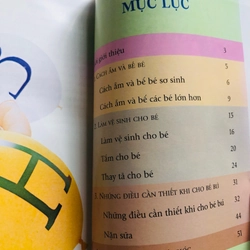 MỤC LỤC
giới thiệu 3
CÁCH ẴM VÀ BẾ BÉ 5
Cách ẵm và bế bé sơ sinh 6
Cách ẵm và bế các bé lớn hơn 9
LÀM VỆ SINH CHO BÉ 15
Làm vệ sinh cho bé 16
Tắm cho bé 24
Thay tã cho bé
NHỮNG ĐIỀU CẦN THIẾT KHI CHO BÉ BÚ 31
Những điều cần thiết khi cho bé bú 32
Nặn sữa 44
51
H